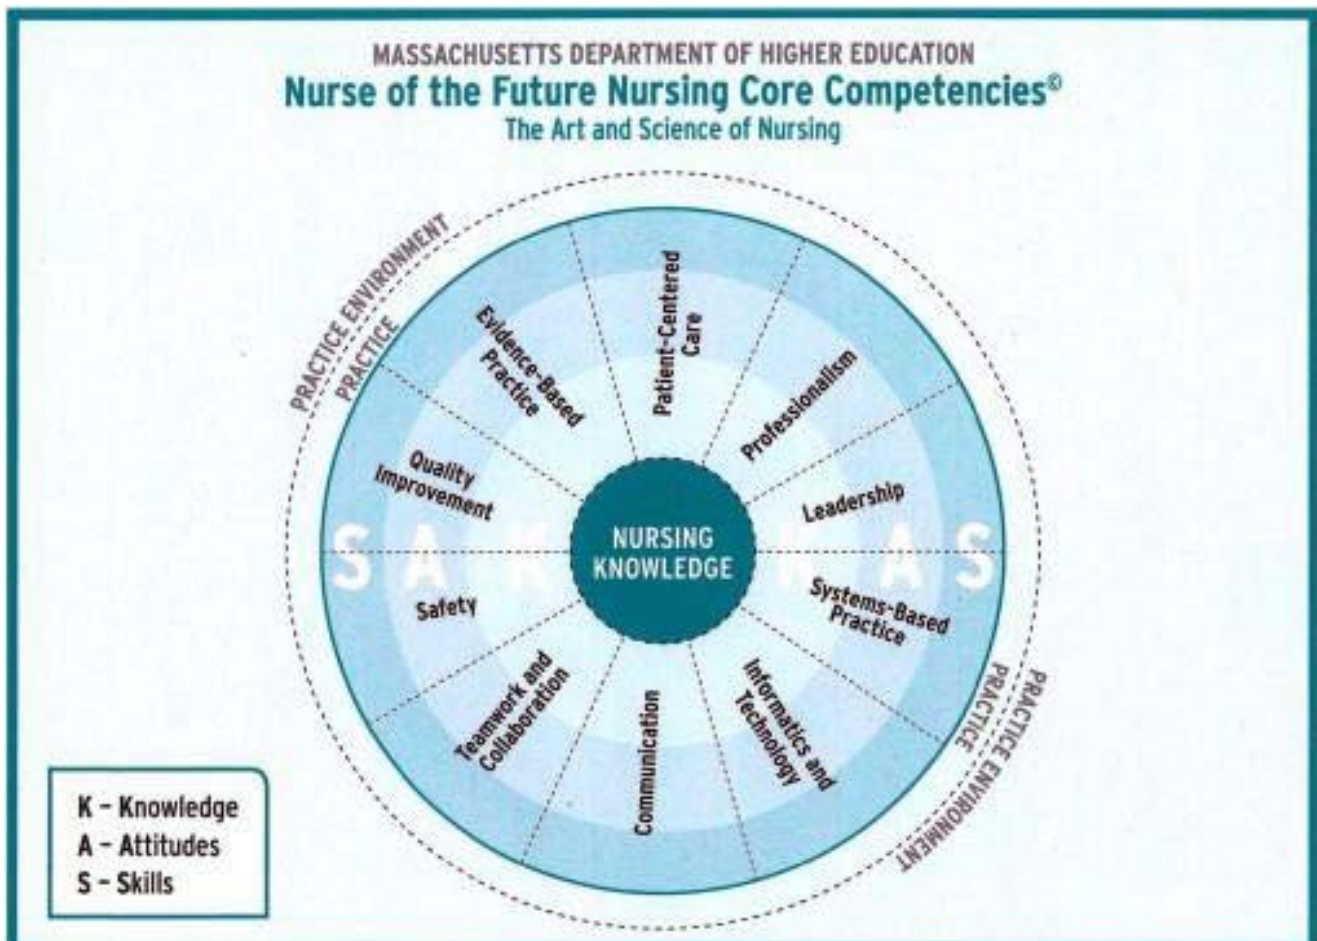 MASSACHUSETTS DEPARTMENT OF HIGHER EDUCATION
Nurse of the Future Nursing Core Competencies©
The Art and Science of Nursing
PRACTICE ENVIRONMENT
PRACTICE
Patient-Centered
Care
Professionalism
Leadership
Systems-Based
Practice
Informatics and
Technology
Communication
Teamwork and
Collaboration
Safety
Quality
Improvement
Evidence-Based
Practice
S A K
NURSING
KNOWLEDGE
K A S
PRACTICE
PRACTICE ENVIRONMENT
K – Knowledge
A – Attitudes
S – Skills